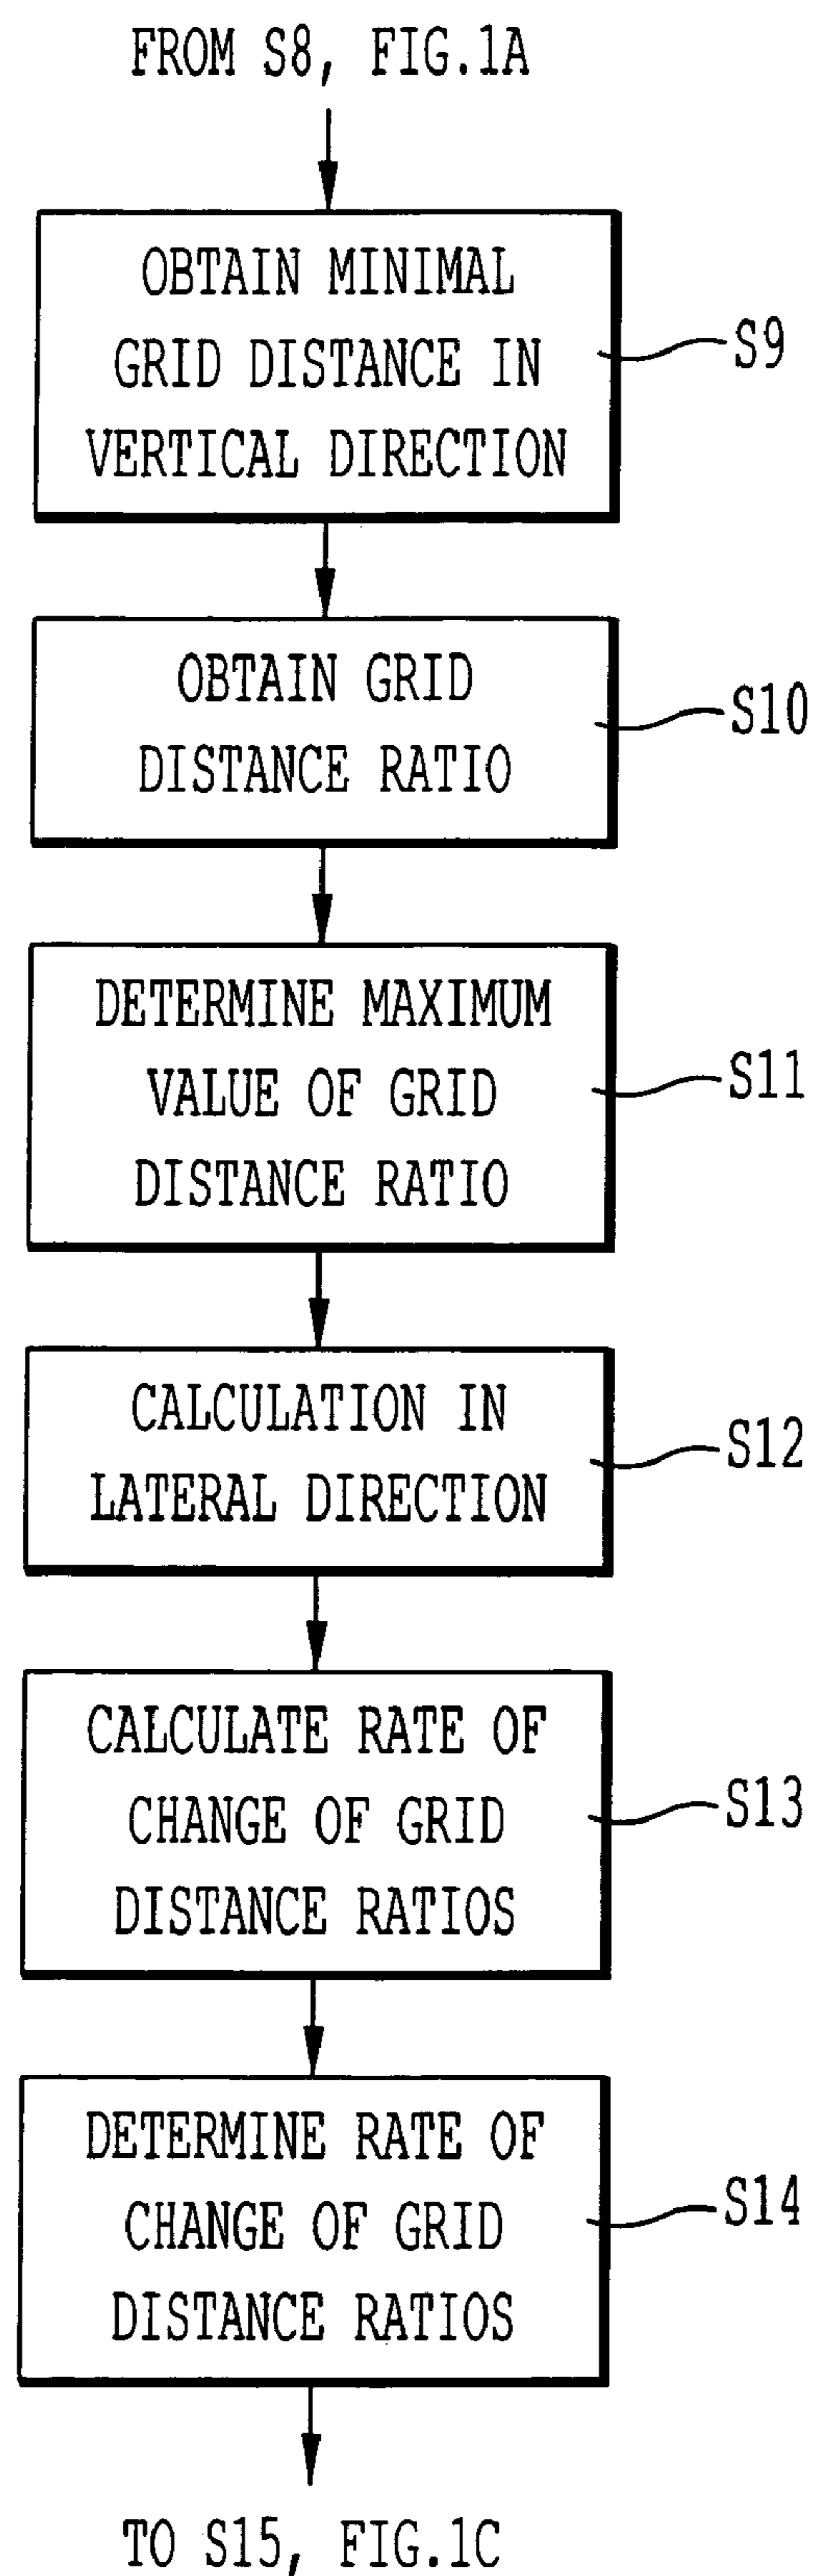 FROM S8, FIG.1A
OBTAIN MINIMAL
GRID DISTANCE IN
VERTICAL DIRECTION
S9
OBTAIN GRID
DISTANCE RATIO
S10
DETERMINE MAXIMUM
VALUE OF GRID
DISTANCE RATIO
S11
CALCULATION IN
LATERAL DIRECTION
S12
CALCULATE RATE OF
CHANGE OF GRID
DISTANCE RATIOS
S13
DETERMINE RATE OF
CHANGE OF GRID
DISTANCE RATIOS
S14
TO S15, FIG.1C